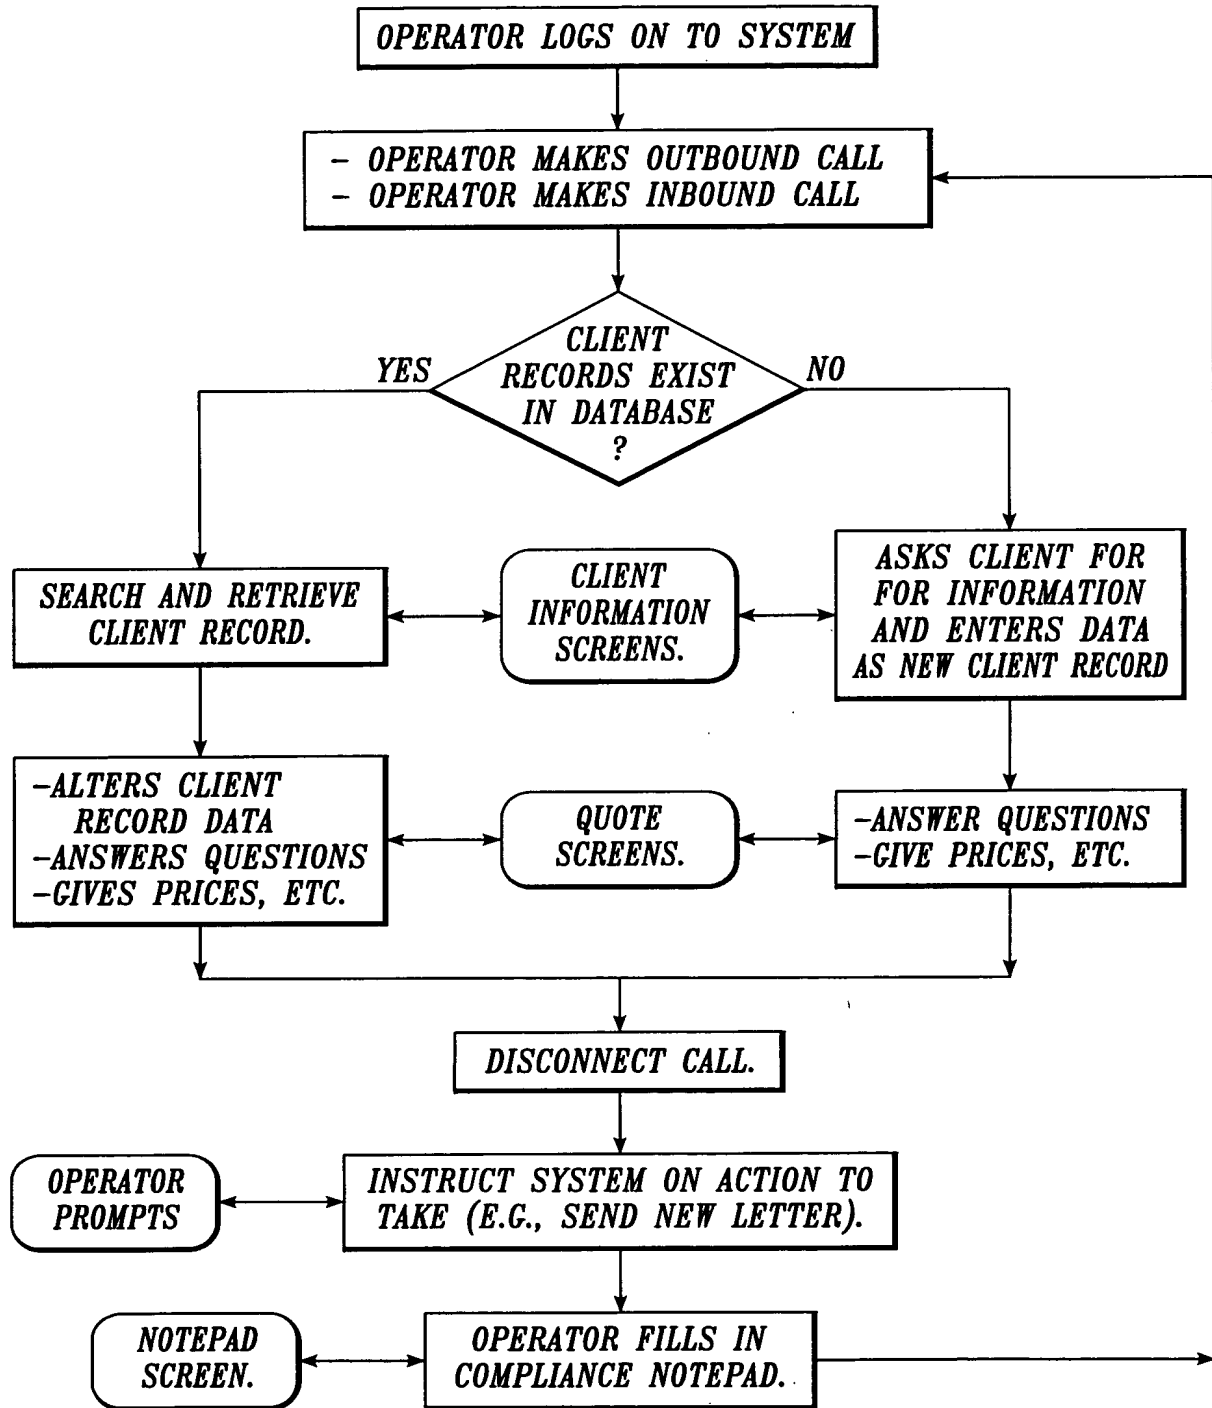 OPERATOR LOGS ON TO SYSTEM
- OPERATOR MAKES OUTBOUND CALL
- OPERATOR MAKES INBOUND CALL
CLIENT
RECORDS EXIST
IN DATABASE
?
YES
NO
SEARCH AND RETRIEVE
CLIENT RECORD.
CLIENT
INFORMATION
SCREENS.
ASKS CLIENT FOR
FOR INFORMATION
AND ENTERS DATA
AS NEW CLIENT RECORD
-ALTERS CLIENT
RECORD DATA
-ANSWERS QUESTIONS
-GIVES PRICES, ETC.
QUOTE
SCREENS.
-ANSWER QUESTIONS
-GIVE PRICES, ETC.
DISCONNECT CALL.
OPERATOR
PROMPTS
INSTRUCT SYSTEM ON ACTION TO
TAKE (E.G., SEND NEW LETTER).
NOTEPAD
SCREEN.
OPERATOR FILLS IN
COMPLIANCE NOTEPAD.